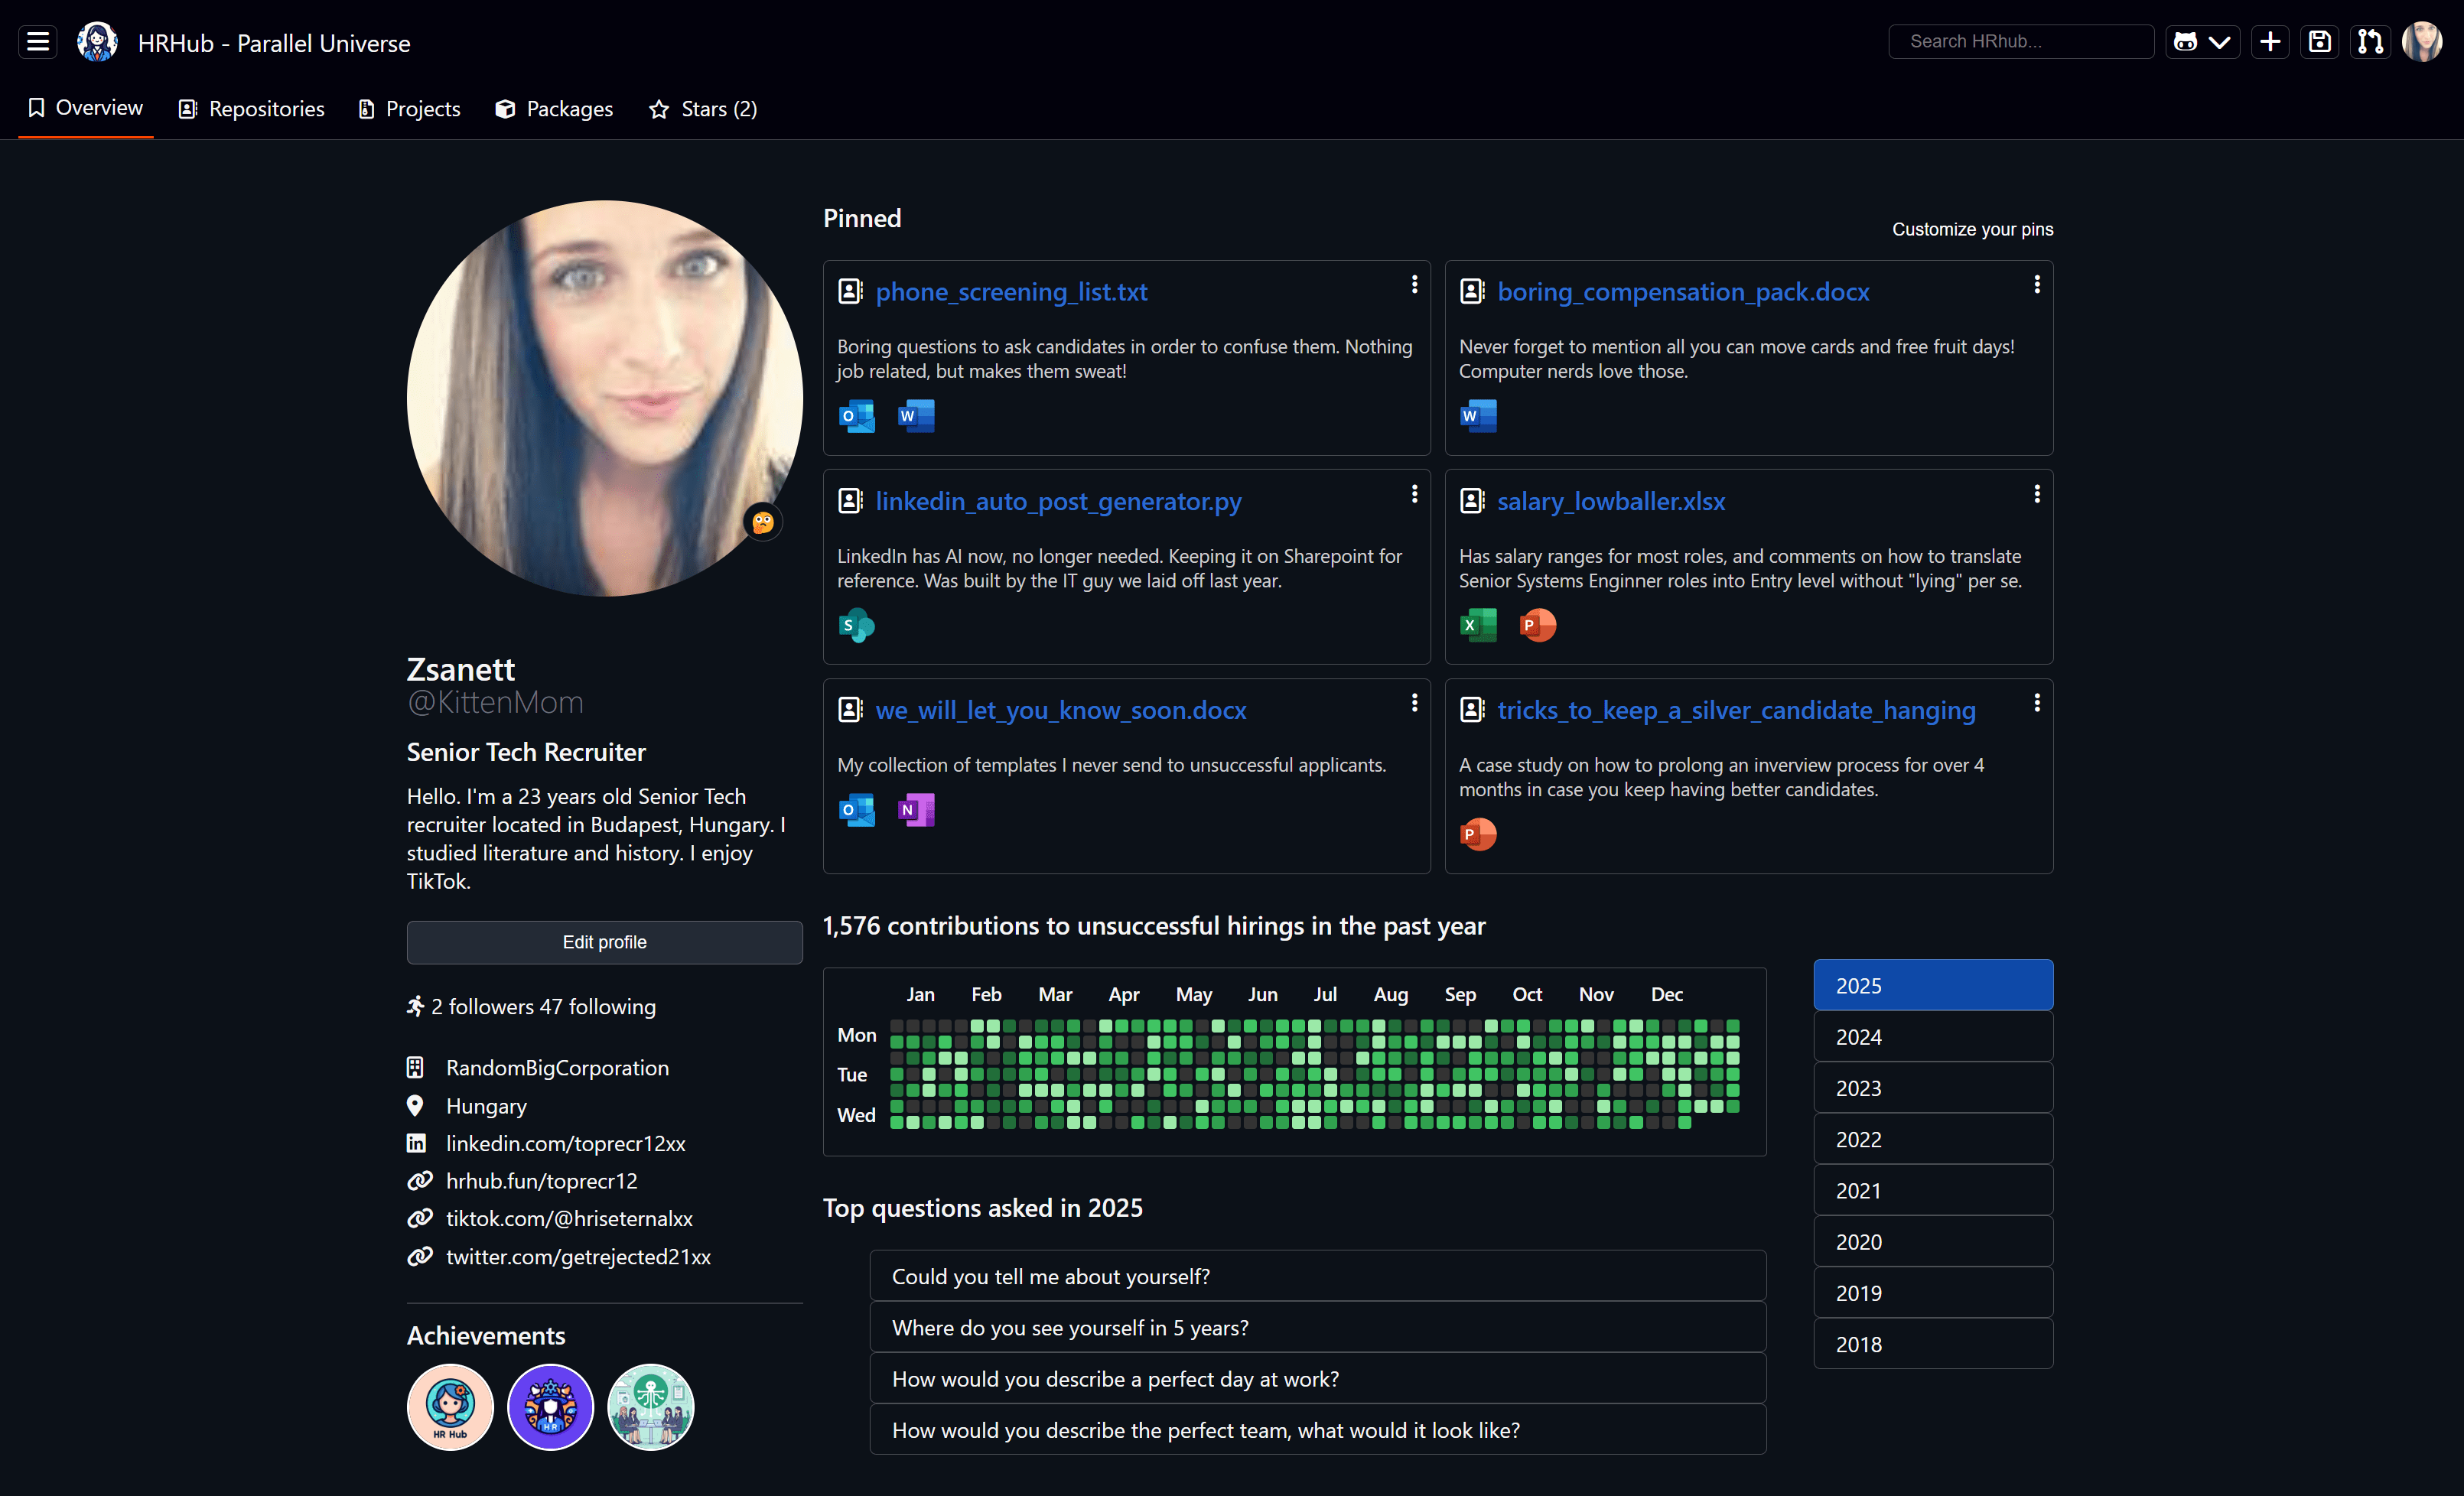 HRHub - Parallel Universe
Search HRhub...
Overview
Repositories
Projects
Packages
Stars (2)
Zsanett
@KittenMom
Senior Tech Recruiter
Hello. I'm a 23 years old Senior Tech
recruiter located in Budapest, Hungary. I
studied literature and history. I enjoy
TikTok.
Edit profile
2 followers 47 following
RandomBigCorporation
Hungary
linkedin.com/toprecr12xx
hrhub.fun/toprecr12
tiktok.com/@hriseternalxx
twitter.com/getrejected21xx
Achievements
HR Hub
HR
Pinned
Customize your pins
phone_screening_list.txt
Boring questions to ask candidates in order to confuse them. Nothing
job related, but makes them sweat!
O W
boring_compensation_pack.docx
Never forget to mention all you can move cards and free fruit days!
Computer nerds love those.
W
linkedin_auto_post_generator.py
LinkedIn has AI now, no longer needed. Keeping it on Sharepoint for
reference. Was built by the IT guy we laid off last year.
S
salary_lowballer.xlsx
Has salary ranges for most roles, and comments on how to translate
Senior Systems Enginner roles into Entry level without "lying" per se.
X P
we_will_let_you_know_soon.docx
My collection of templates I never send to unsuccessful applicants.
O N
tricks_to_keep_a_silver_candidate_hanging
A case study on how to prolong an inverview process for over 4
months in case you keep having better candidates.
P
1,576 contributions to unsuccessful hirings in the past year
Jan Feb Mar Apr May Jun Jul Aug Sep Oct Nov Dec
Mon
Tue
Wed
2025
2024
2023
2022
2021
2020
2019
2018
Top questions asked in 2025
Could you tell me about yourself?
Where do you see yourself in 5 years?
How would you describe a perfect day at work?
How would you describe the perfect team, what would it look like?